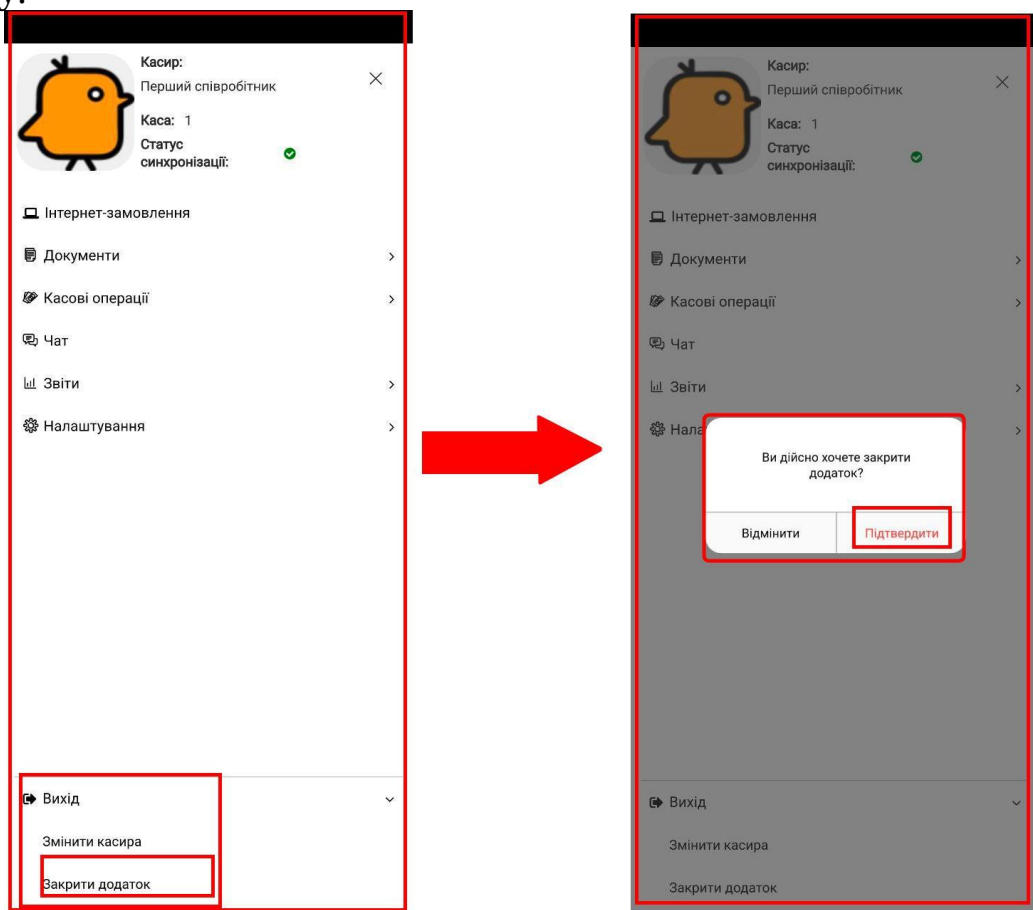 у.
Касир:
Перший співробітник
Каса: 1
Статус
синхронізації:
Інтернет-замовлення
Документи
Касові операції
Чат
Звіти
Налаштування
Вихід
Змінити касира
Закрити додаток
Касир:
Перший співробітник
Каса: 1
Статус
синхронізації:
Інтернет-замовлення
Документи
Касові операції
Чат
Звіти
Нала
Ви дійсно хочете закрити
додаток?
Відмінити Підтвердити
Вихід
Змінити касира
Закрити додаток